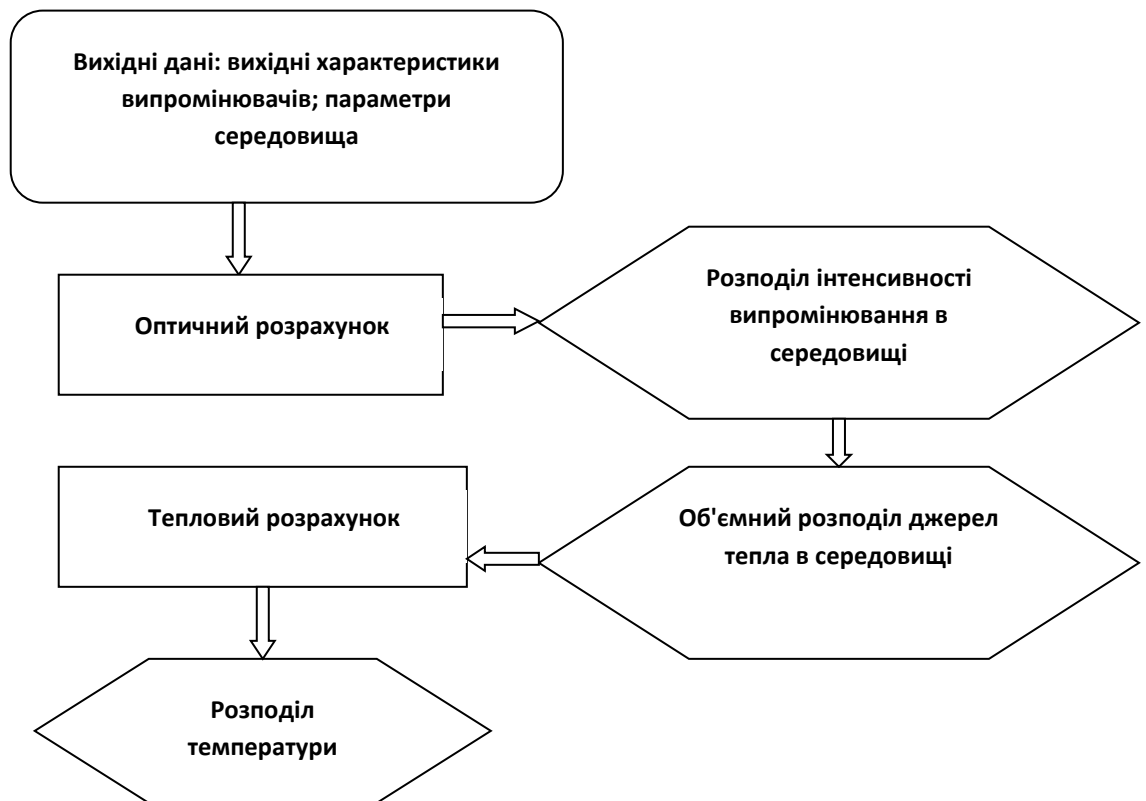 Вихідні дані: вихідні характеристики
випромінювачів; параметри
середовища
Оптичний розрахунок
Розподіл інтенсивності
випромінювання в
середовищі
Об'ємний розподіл джерел
тепла в середовищі
Тепловий розрахунок
Розподіл
температури